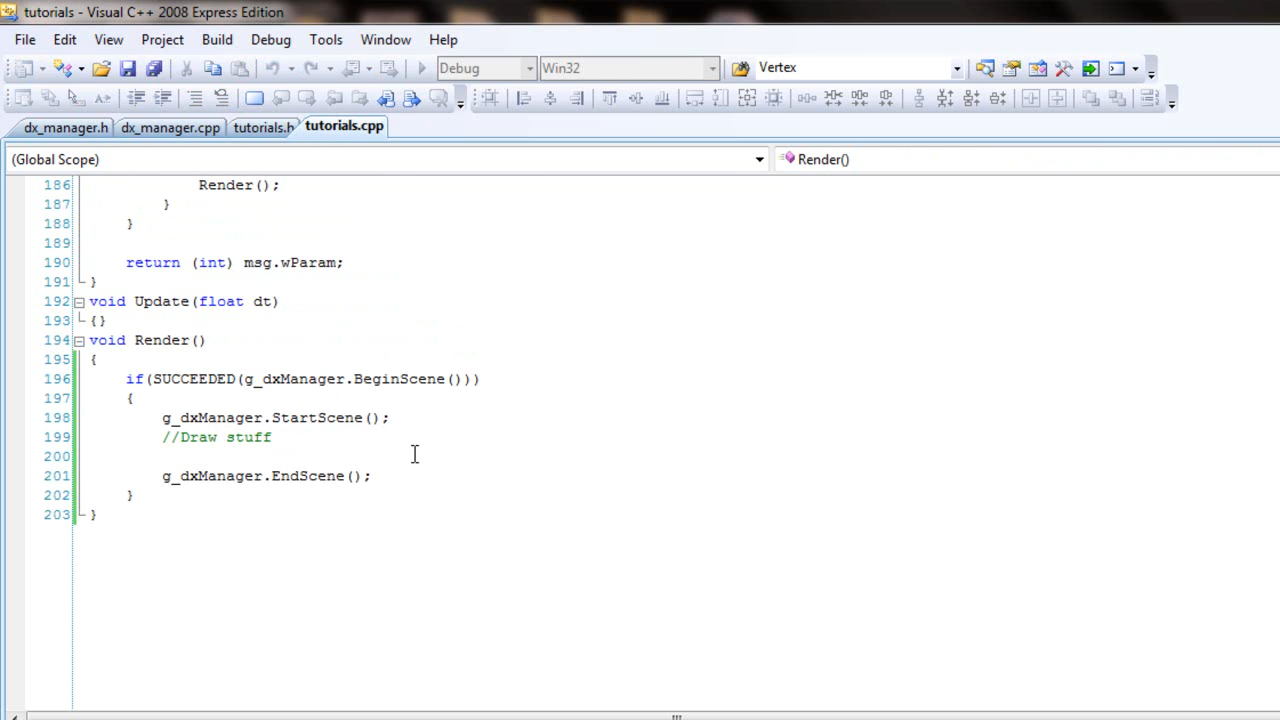 tutorials - Visual C++ 2008 Express Edition
File Edit View Project Build Debug Tools Window Help
Debug Win32 Vertex
dx_manager.h dx_manager.cpp tutorials.h tutorials.cpp
(Global Scope) Render()
186 Render();
187 }
188 }
189
190 return (int) msg.wParam;
191 }
192 void Update(float dt)
193 {}
194 void Render()
195 {
196 if(SUCCEEDED(g_dxManager.BeginScene()))
197 {
198 g_dxManager.StartScene();
199 //Draw stuff
200
201 g_dxManager.EndScene();
202 }
203 }